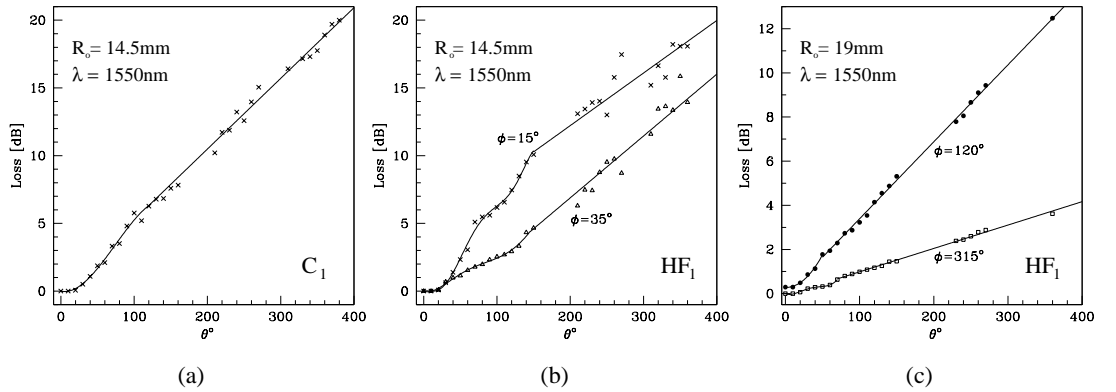 20
15
10
5
0
Loss [dB]
R₀= 14.5mm
λ = 1550nm
C₁
0 100 200 300 400
θ°
(a)
20
15
10
5
0
Loss [dB]
R₀= 14.5mm
λ = 1550nm
ϕ=15°
ϕ=35°
HF₁
0 100 200 300 400
θ°
(b)
12
10
8
6
4
2
0
Loss [dB]
R₀= 19mm
λ = 1550nm
ϕ=120°
ϕ=315°
HF₁
0 100 200 300 400
θ°
(c)